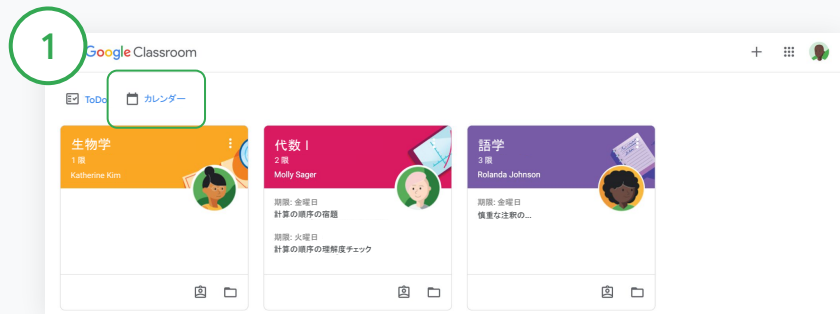 1
Google Classroom
ToDo
カレンダー
生物学
1 限
Katherine Kim
代数 I
2 限
Molly Sager
期限: 金曜日
計算の順序の宿題
期限: 火曜日
計算の順序の理解度チェック
語学
3 限
Rolanda Johnson
期限: 金曜日
慎重な注釈の...